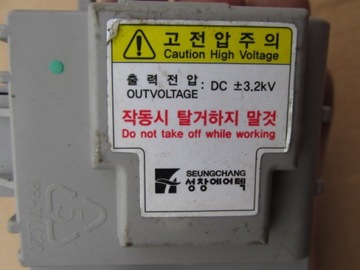 고전압주의
Caution High Voltage
출력전압: DC ±3.2kV
OUTVOLTAGE
작동시 탈거하지 말것
Do not take off while working
SEUNGCHANG
성창에어텍